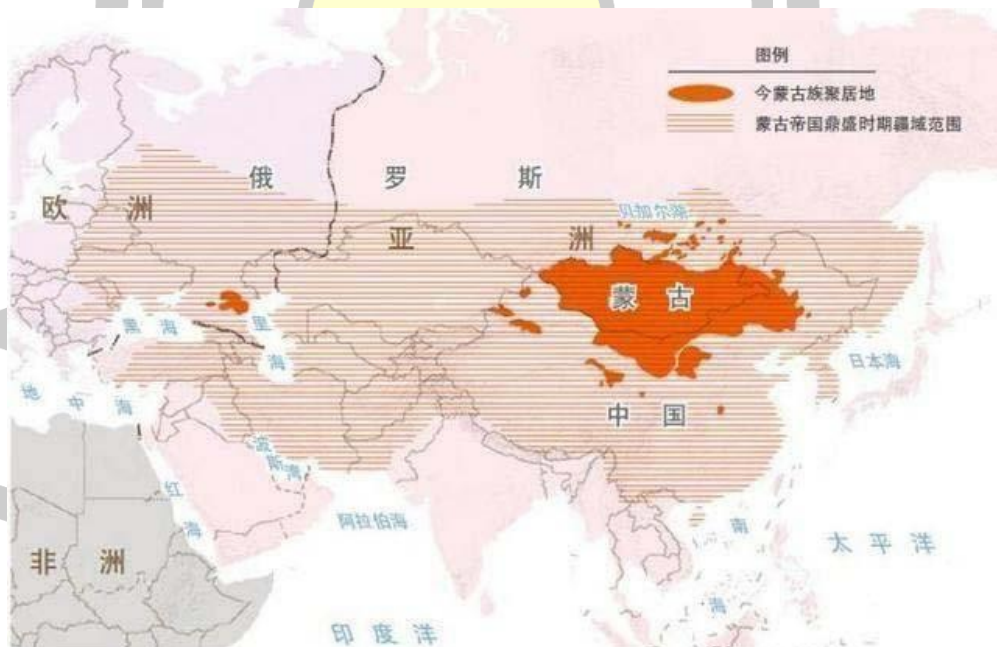 图例
今蒙古族聚居地
蒙古帝国鼎盛时期疆域范围
俄罗斯
欧洲
贝加尔湖
亚洲
蒙古
黑海
里海
日本海
地中海
中国
波斯湾
红海
阿拉伯海
南海
太平洋
非洲
印度洋